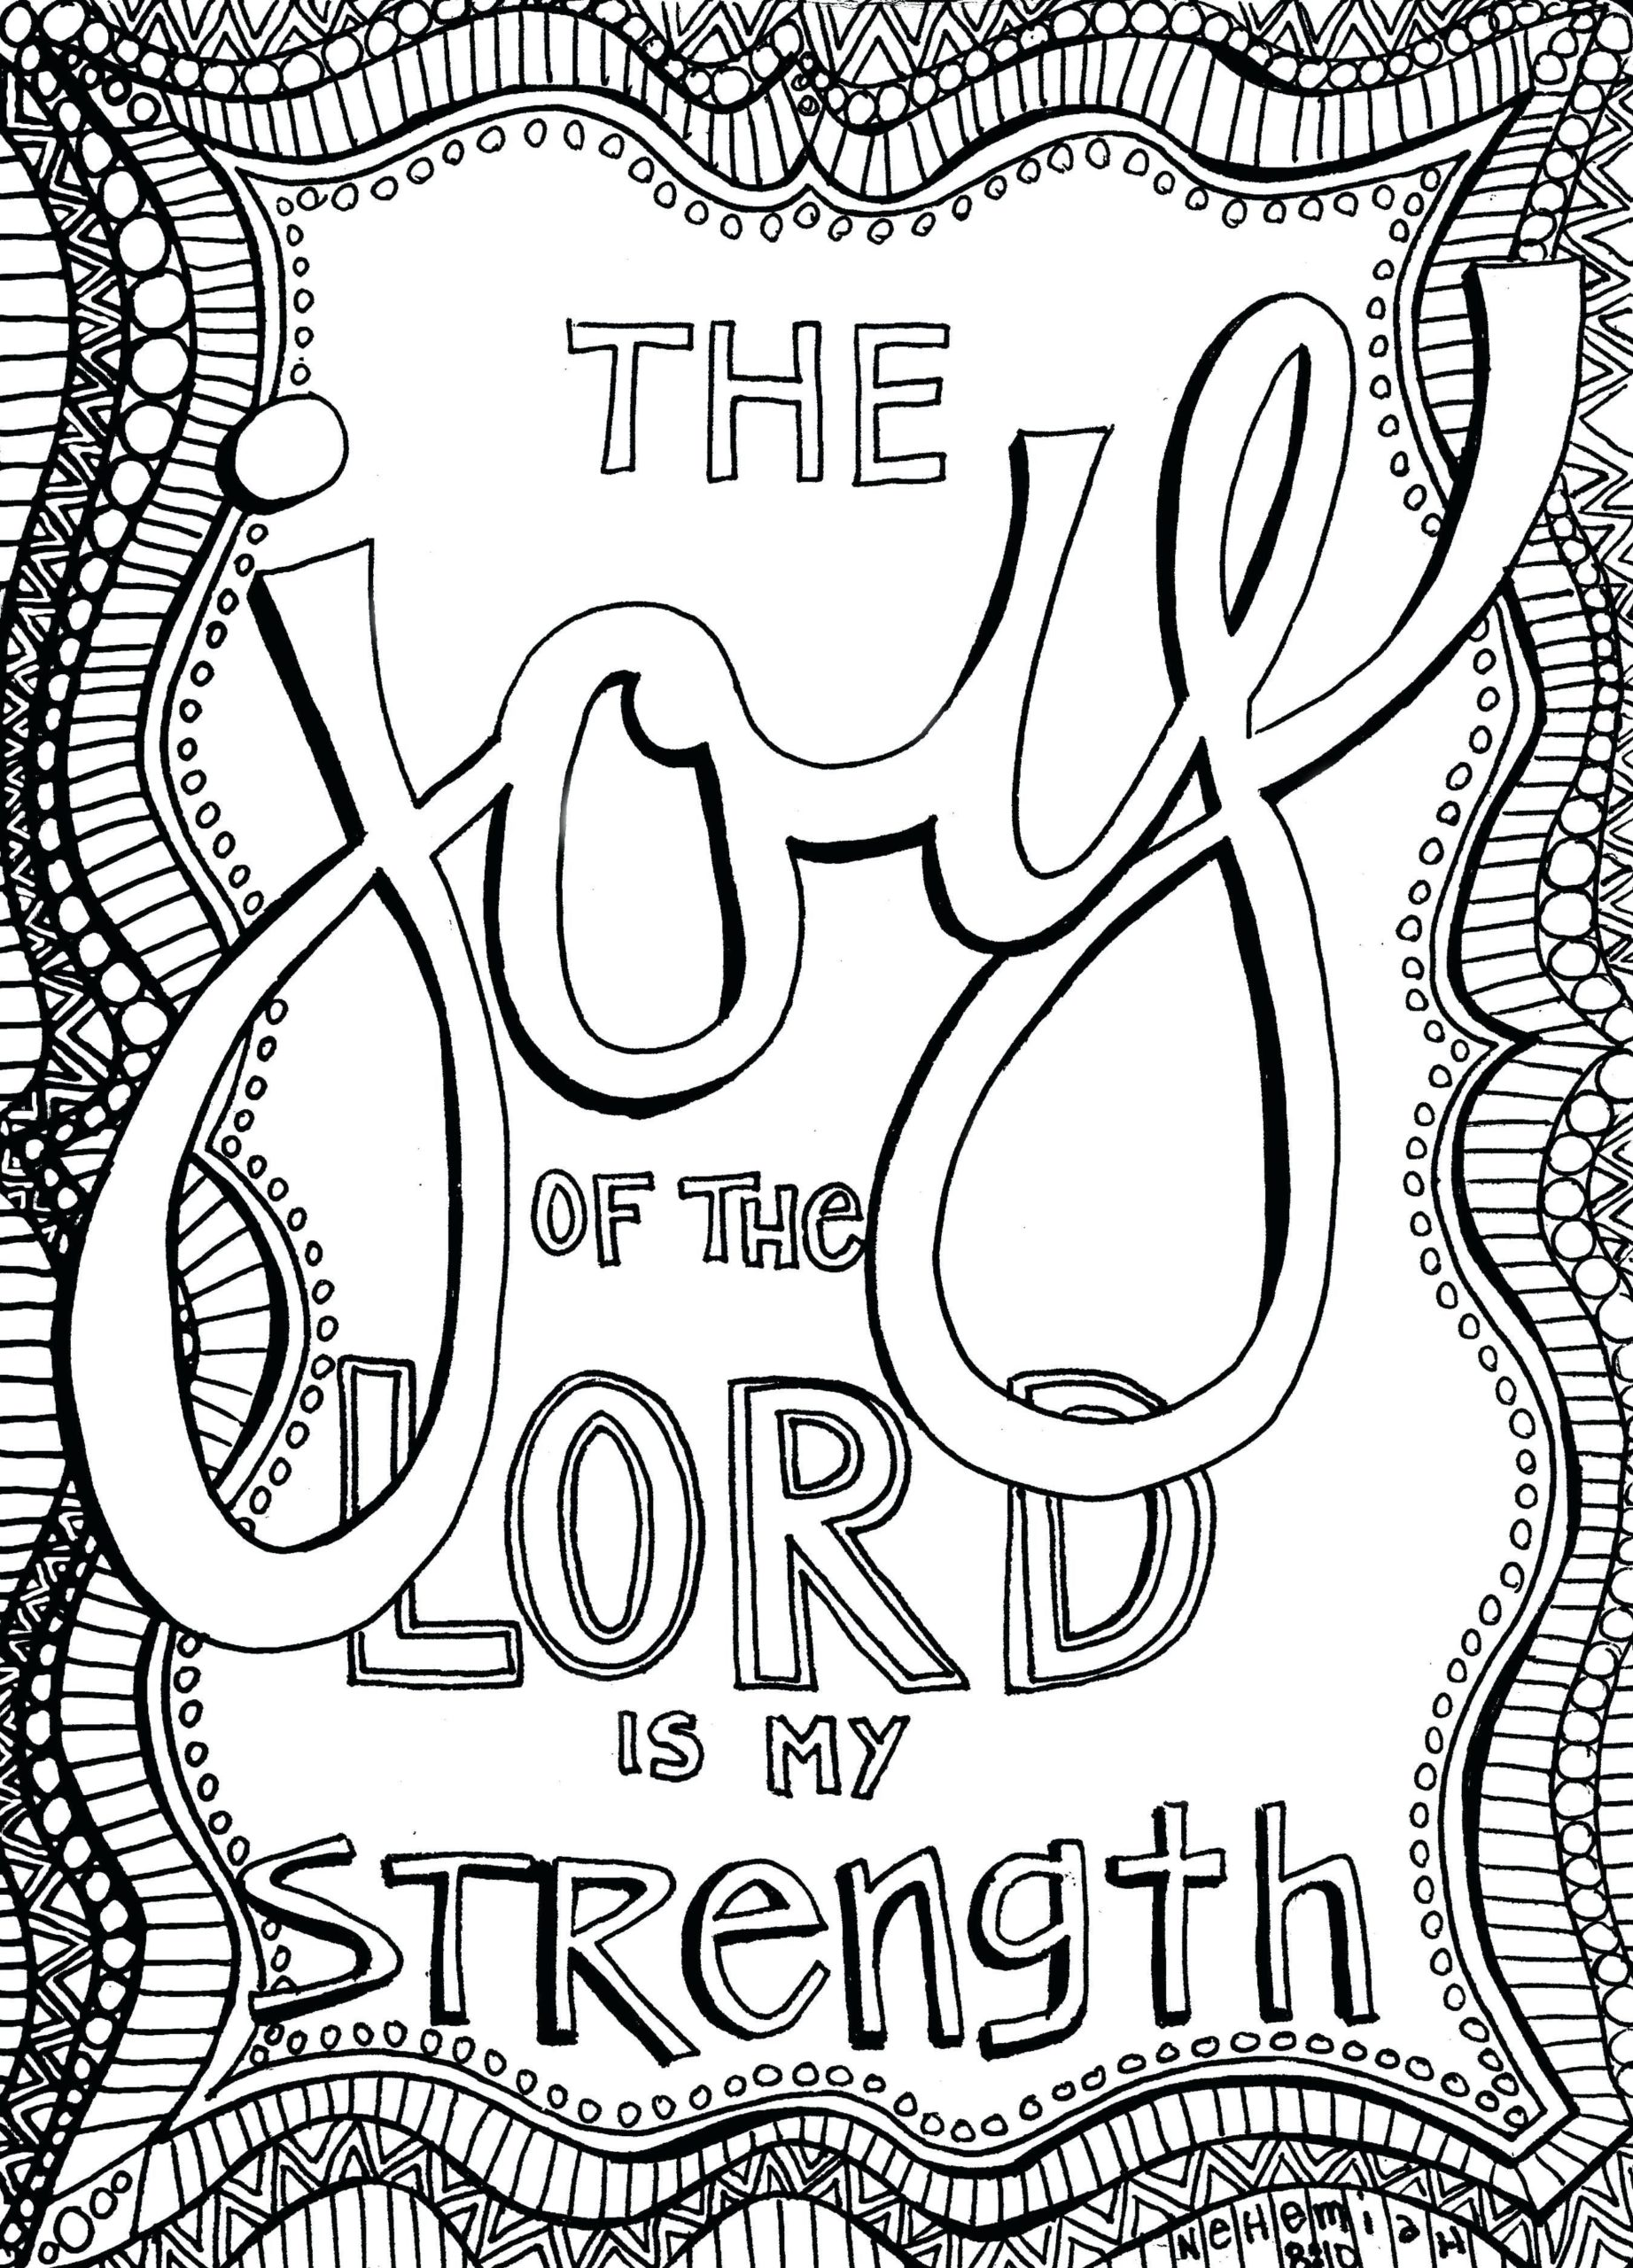 THE
joy
OF THe
LORD
IS MY
STRength
NeHemiaH
8:10